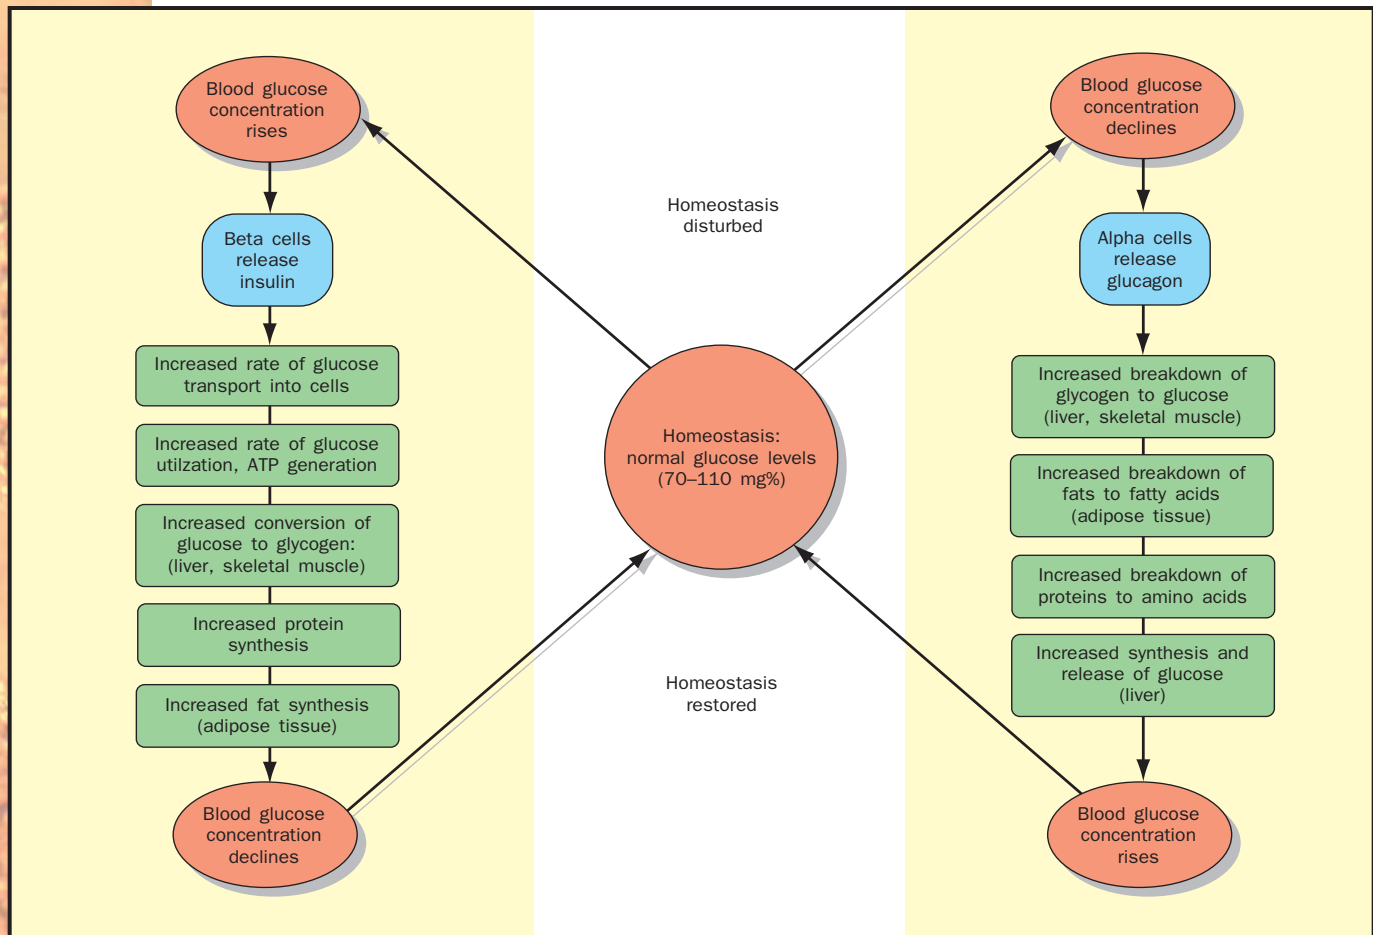 Blood glucose
concentration
rises
Beta cells
release
insulin
Increased rate of glucose
transport into cells
Increased rate of glucose
utilzation, ATP generation
Increased conversion of
glucose to glycogen:
(liver, skeletal muscle)
Increased protein
synthesis
Increased fat synthesis
(adipose tissue)
Blood glucose
concentration
declines
Homeostasis
disturbed
Homeostasis:
normal glucose levels
(70–110 mg%)
Homeostasis
restored
Blood glucose
concentration
declines
Alpha cells
release
glucagon
Increased breakdown of
glycogen to glucose
(liver, skeletal muscle)
Increased breakdown of
fats to fatty acids
(adipose tissue)
Increased breakdown of
proteins to amino acids
Increased synthesis and
release of glucose
(liver)
Blood glucose
concentration
rises